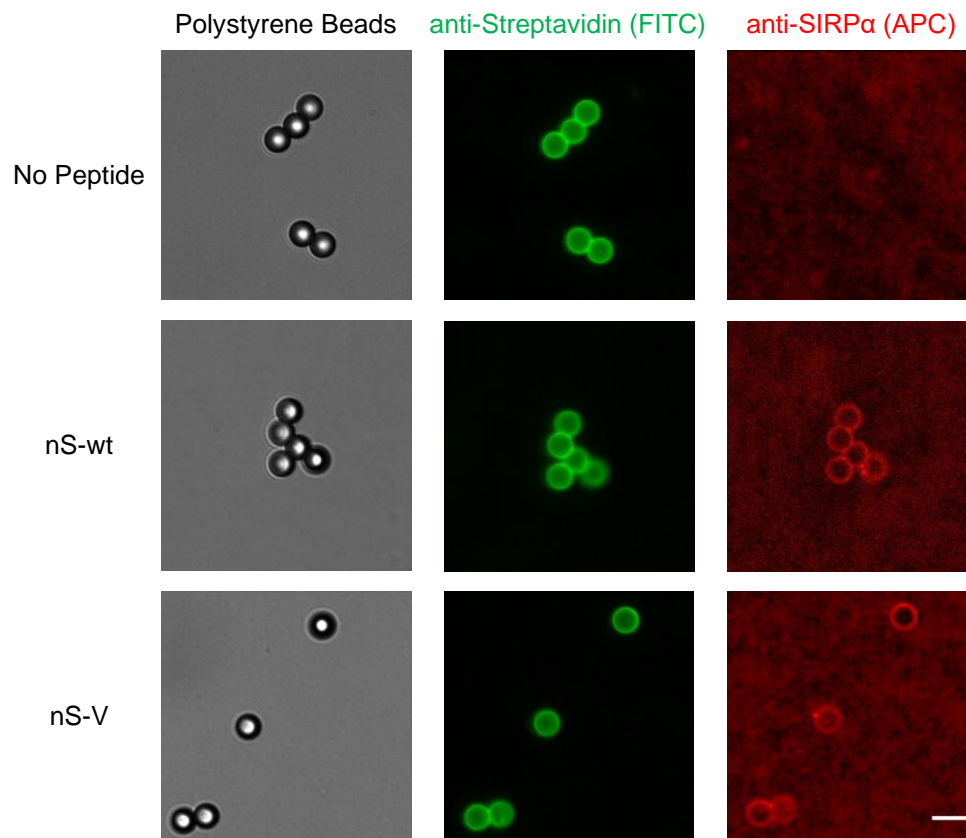 Polystyrene Beads anti-Streptavidin (FITC) anti-SIRPα (APC)
No Peptide
nS-wt
nS-V